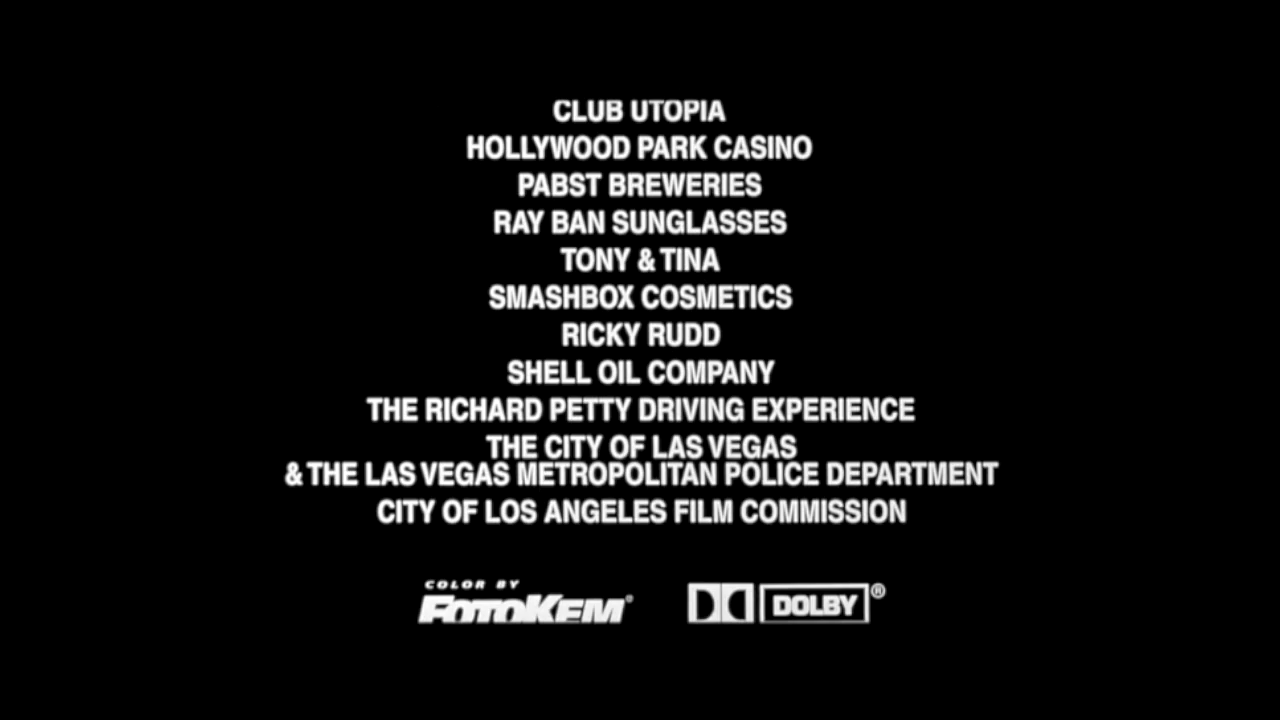 CLUB UTOPIA
HOLLYWOOD PARK CASINO
PABST BREWERIES
RAY BAN SUNGLASSES
TONY & TINA
SMASHBOX COSMETICS
RICKY RUDD
SHELL OIL COMPANY
THE RICHARD PETTY DRIVING EXPERIENCE
THE CITY OF LAS VEGAS
& THE LAS VEGAS METROPOLITAN POLICE DEPARTMENT
CITY OF LOS ANGELES FILM COMMISSION
COLOR BY
FOTOKEM®
DOLBY®